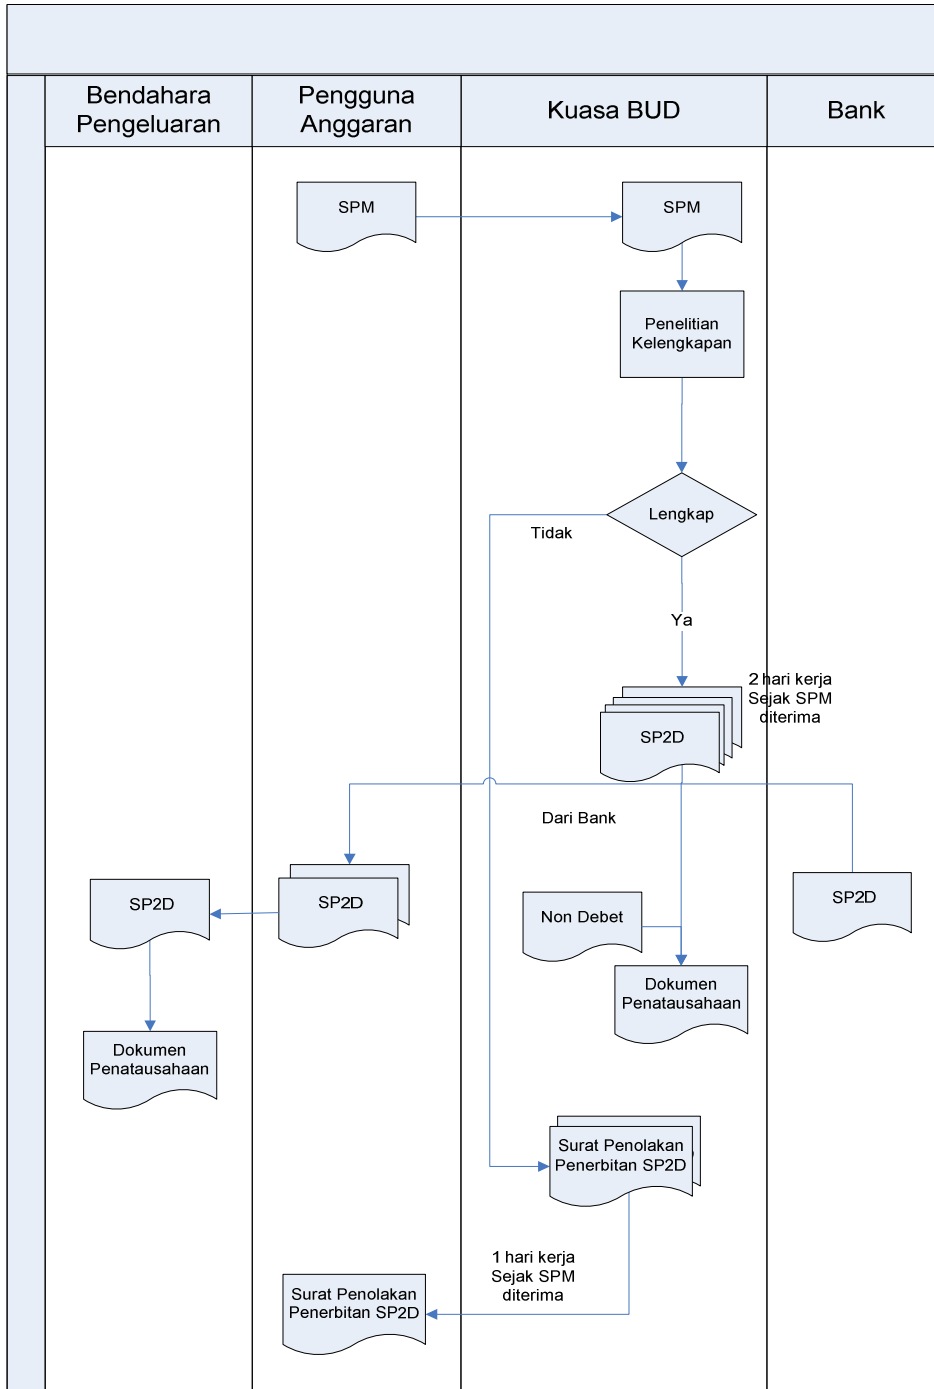 Bendahara
Pengeluaran
Pengguna
Anggaran
Kuasa BUD
Bank
SPM
SPM
Penelitian
Kelengkapan
Lengkap
Tidak
Ya
2 hari kerja
Sejak SPM
diterima
SP2D
Dari Bank
SP2D
SP2D
SP2D
Non Debet
Dokumen
Penatausahaan
Dokumen
Penatausahaan
Surat Penolakan
Penerbitan SP2D
1 hari kerja
Sejak SPM
diterima
Surat Penolakan
Penerbitan SP2D